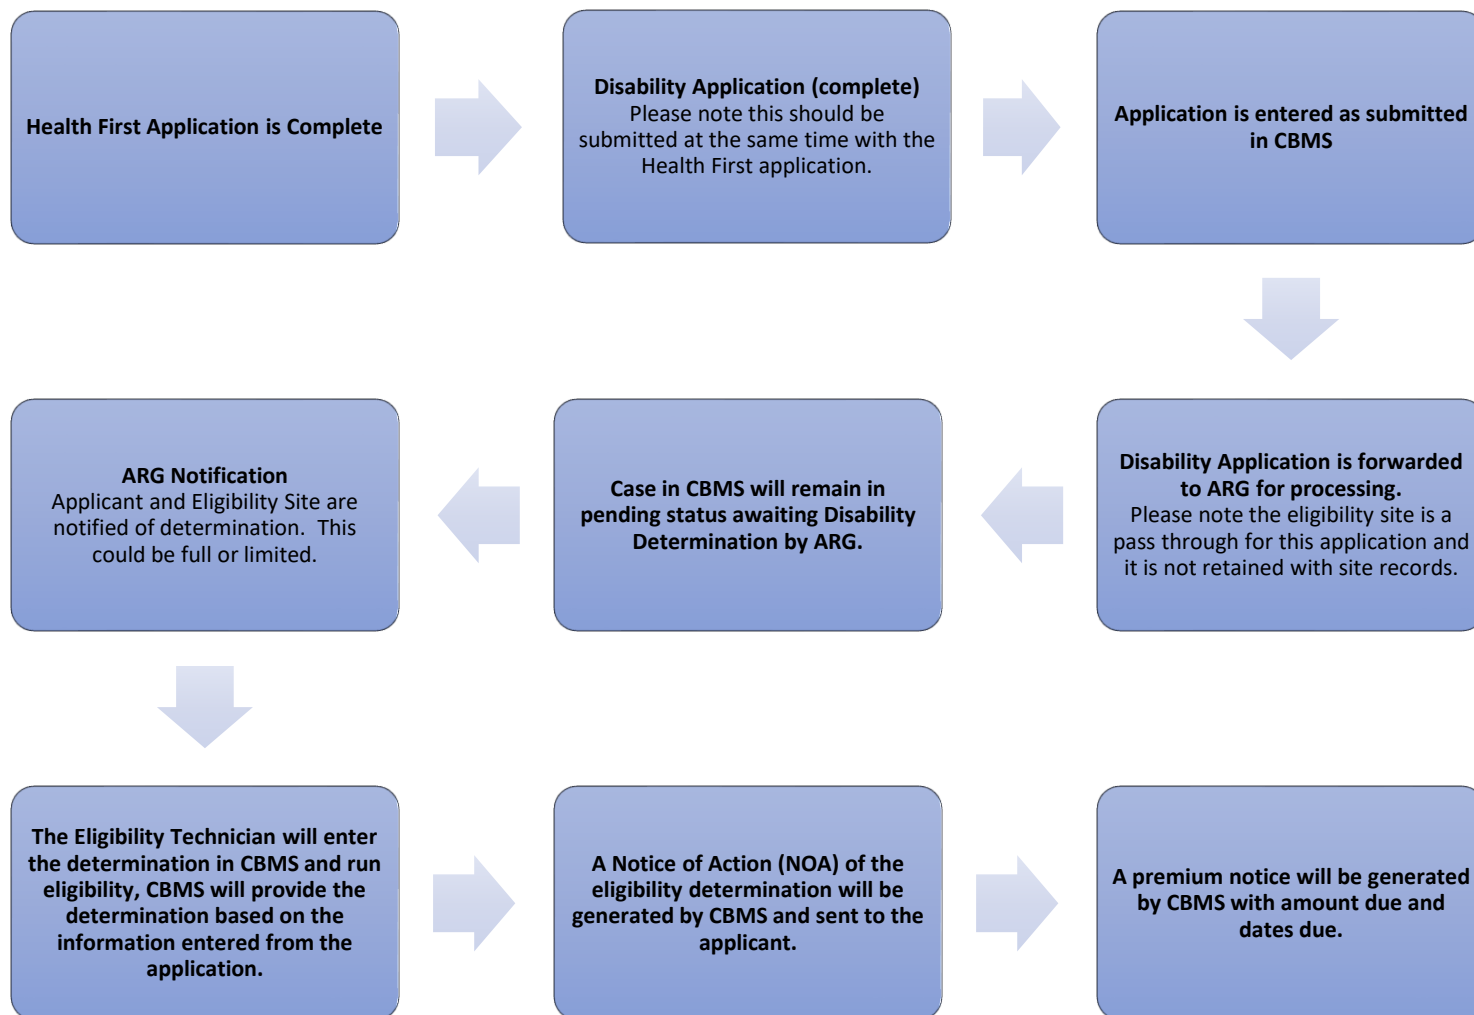 Health First Application is Complete
Disability Application (complete)
Please note this should be
submitted at the same time with the
Health First application.
Application is entered as submitted
in CBMS
Disability Application is forwarded
to ARG for processing.
Please note the eligibility site is a
pass through for this application and
it is not retained with site records.
Case in CBMS will remain in
pending status awaiting Disability
Determination by ARG.
ARG Notification
Applicant and Eligibility Site are
notified of determination.  This
could be full or limited.
The Eligibility Technician will enter
the determination in CBMS and run
eligibility, CBMS will provide the
determination based on the
information entered from the
application.
A Notice of Action (NOA) of the
eligibility determination will be
generated by CBMS and sent to the
applicant.
A premium notice will be generated
by CBMS with amount due and
dates due.